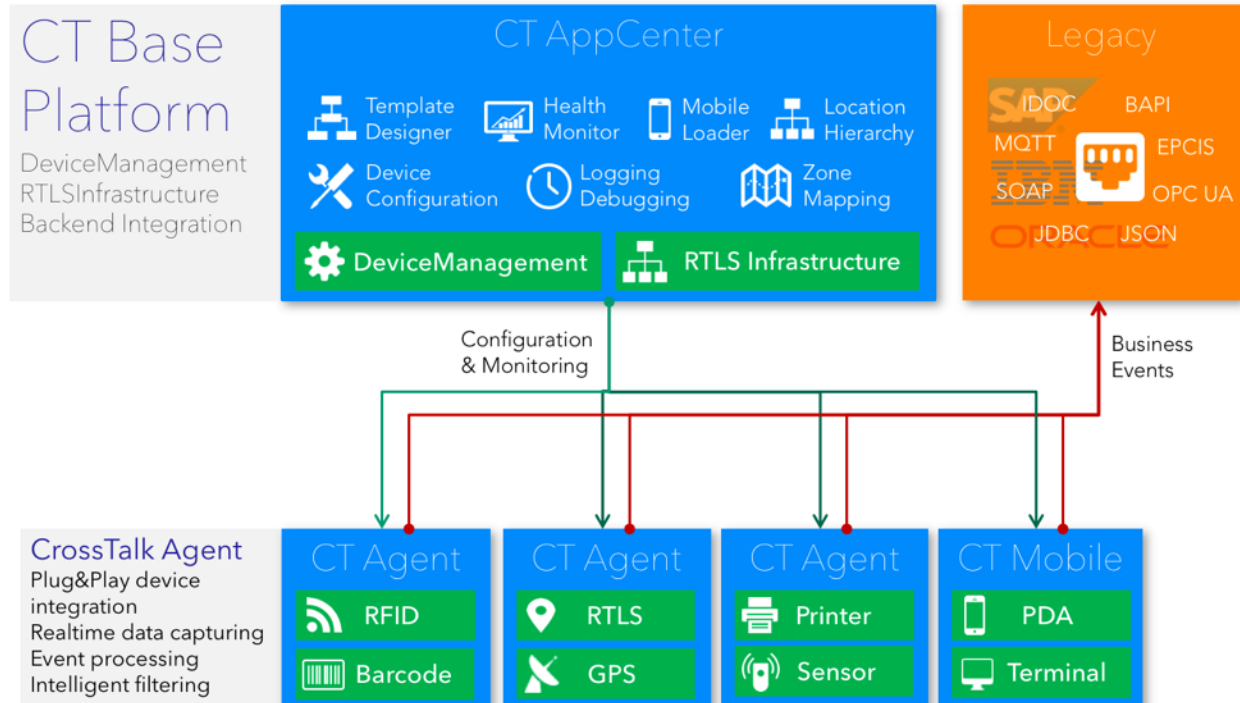 CT Base
Platform
DeviceManagement
RTLSInfrastructure
Backend Integration
CT AppCenter
Template
Designer
Health
Monitor
Mobile
Loader
Location
Hierarchy
Device
Configuration
Logging
Debugging
Zone
Mapping
DeviceManagement
RTLS Infrastructure
Legacy
SAP
IDOC
BAPI
MQTT
EPCIS
IBM
SOAP
OPC UA
ORACLE
JDBC
JSON
Configuration
& Monitoring
Business
Events
CrossTalk Agent
Plug&Play device
integration
Realtime data capturing
Event processing
Intelligent filtering
CT Agent
RFID
Barcode
CT Agent
RTLS
GPS
CT Agent
Printer
Sensor
CT Mobile
PDA
Terminal